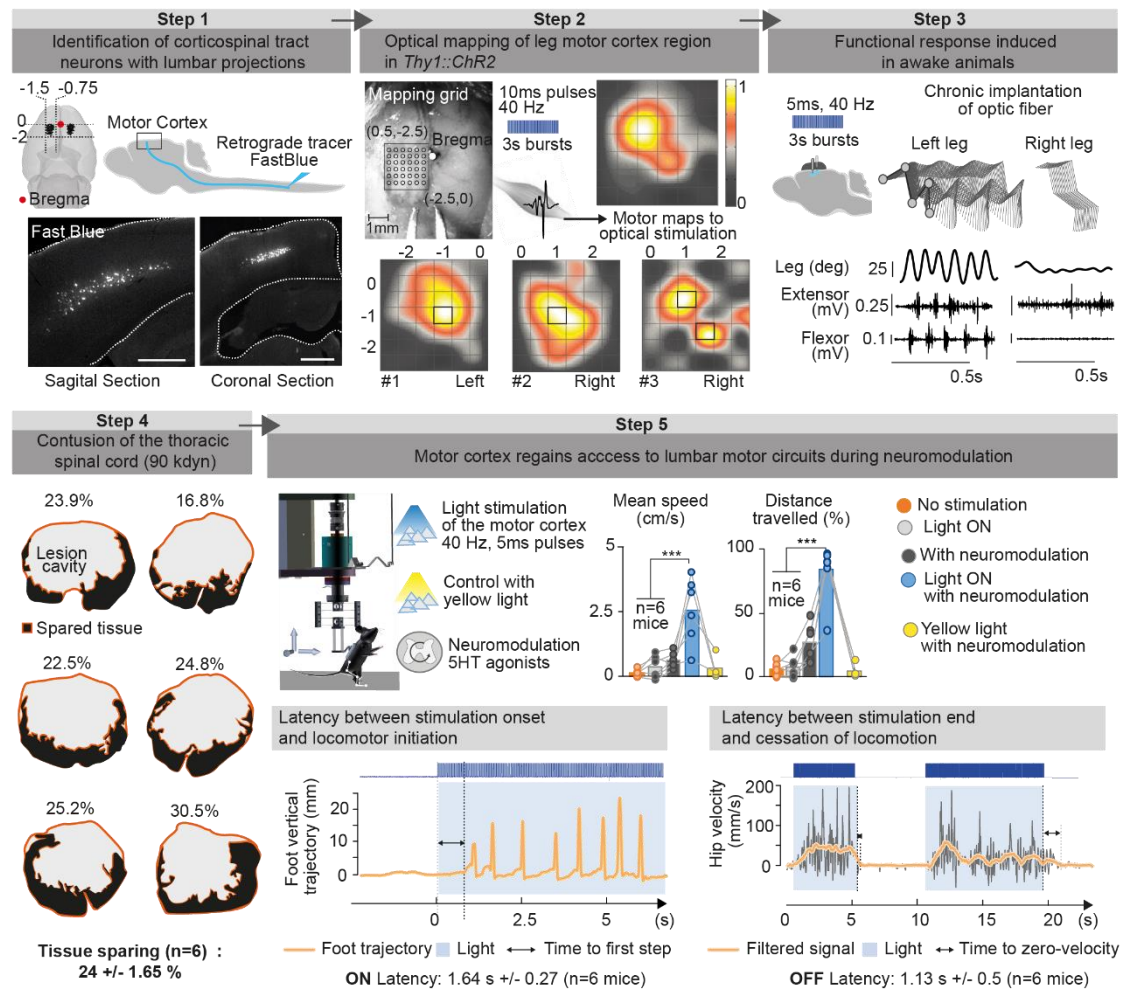 Step 1
Identification of corticospinal tract
neurons with lumbar projections
-1.5 -0.75
0
-2
Motor Cortex
Retrograde tracer
FastBlue
Bregma
Fast Blue
Sagital Section
Coronal Section
Step 2
Optical mapping of leg motor cortex region
in Thy1::ChR2
Mapping grid
(0.5, -2.5)
Bregma
(-2.5,0)
1mm
10ms pulses
40 Hz
3s bursts
1
0
Motor maps to
optical stimulation
-2 -1 0
0 1 2
0 1 2
0
-1
-2
#1 Left
#2 Right
#3 Right
Step 3
Functional response induced
in awake animals
5ms, 40 Hz
3s bursts
Chronic implantation
of optic fiber
Left leg
Right leg
Leg (deg) 25
Extensor
(mV)
0.25
Flexor
(mV)
0.1
0.5s
0.5s
Step 4
Contusion of the thoracic
spinal cord (90 kdyn)
23.9% 16.8%
Lesion
cavity
Spared tissue
22.5% 24.8%
25.2% 30.5%
Tissue sparing (n=6) :
24 +/- 1.65 %
Step 5
Motor cortex regains acccess to lumbar motor circuits during neuromodulation
Light stimulation
of the motor cortex
40 Hz, 5ms pulses
Control with
yellow light
Neuromodulation
5HT agonists
Mean speed
(cm/s)
5
2.5
0
***
n=6
mice
Distance
travelled (%)
100
50
0
***
n=6
mice
No stimulation
Light ON
With neuromodulation
Light ON
with neuromodulation
Yellow light
with neuromodulation
Latency between stimulation onset
and locomotor initiation
Foot vertical
trajectory (mm)
20
10
0
0 2.5 5 (s)
Foot trajectory Light Time to first step
ON Latency: 1.64 s +/- 0.27 (n=6 mice)
Latency between stimulation end
and cessation of locomotion
Hip velocity
(mm/s)
200
100
0
0 5 10 15 20 (s)
Filtered signal Light Time to zero-velocity
OFF Latency: 1.13 s +/- 0.5 (n=6 mice)